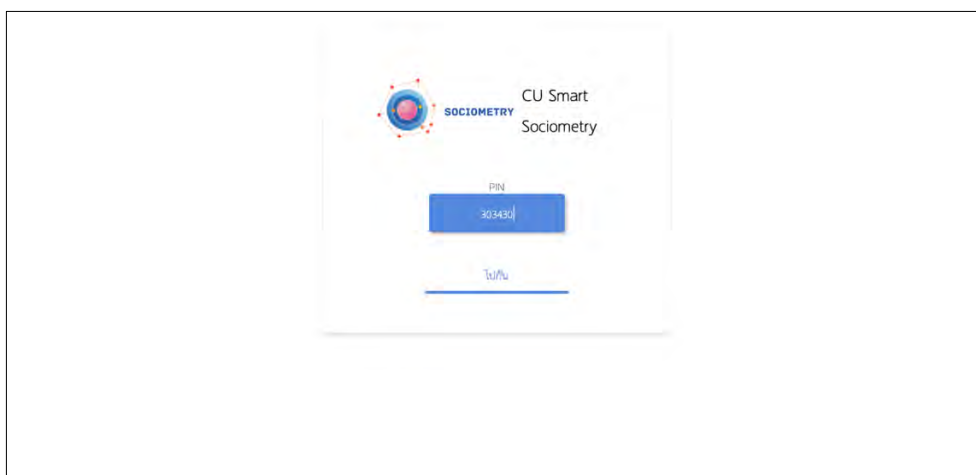 SOCIOMETRY
CU Smart
Sociometry
PIN
303430
ไปกัน